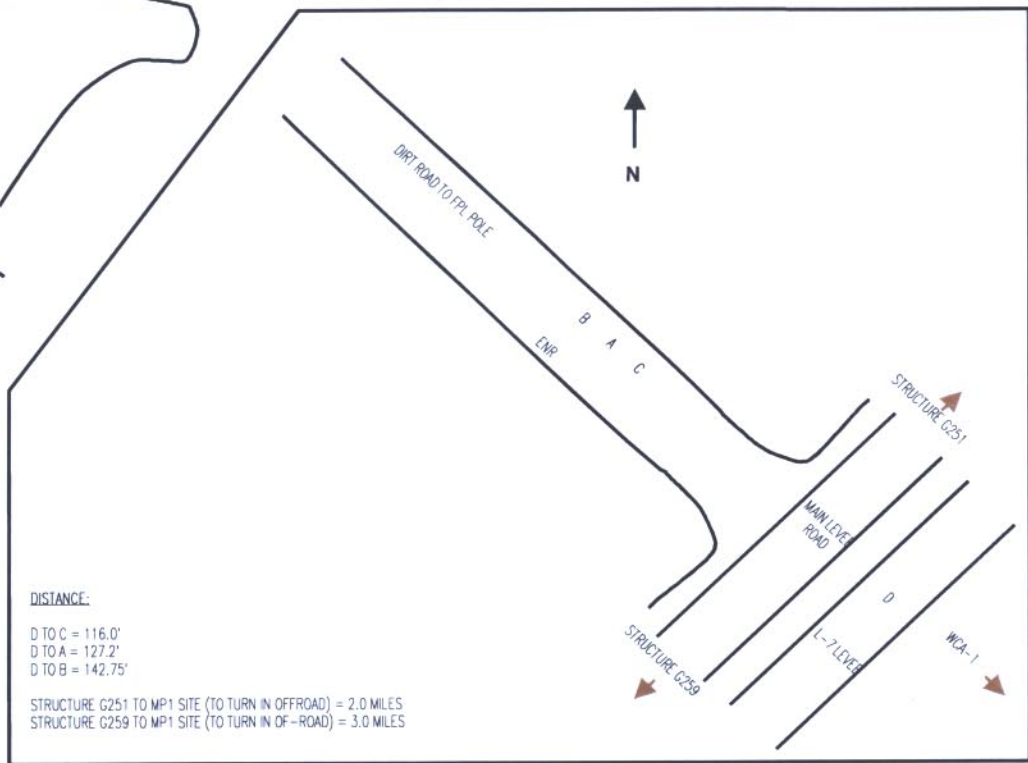 N
DIRT ROAD TO FPL POLE
B A C
ENR
STRUCTURE G251
MAIN LEVEE
ROAD
D
L-7 LEVEE
WCA-1
STRUCTURE G259
DISTANCE:
D TO C = 116.0'
D TO A = 127.2'
D TO B = 142.75'
STRUCTURE G251 TO MP1 SITE (TO TURN IN OFFROAD) = 2.0 MILES
STRUCTURE G259 TO MP1 SITE (TO TURN IN OF-ROAD) = 3.0 MILES